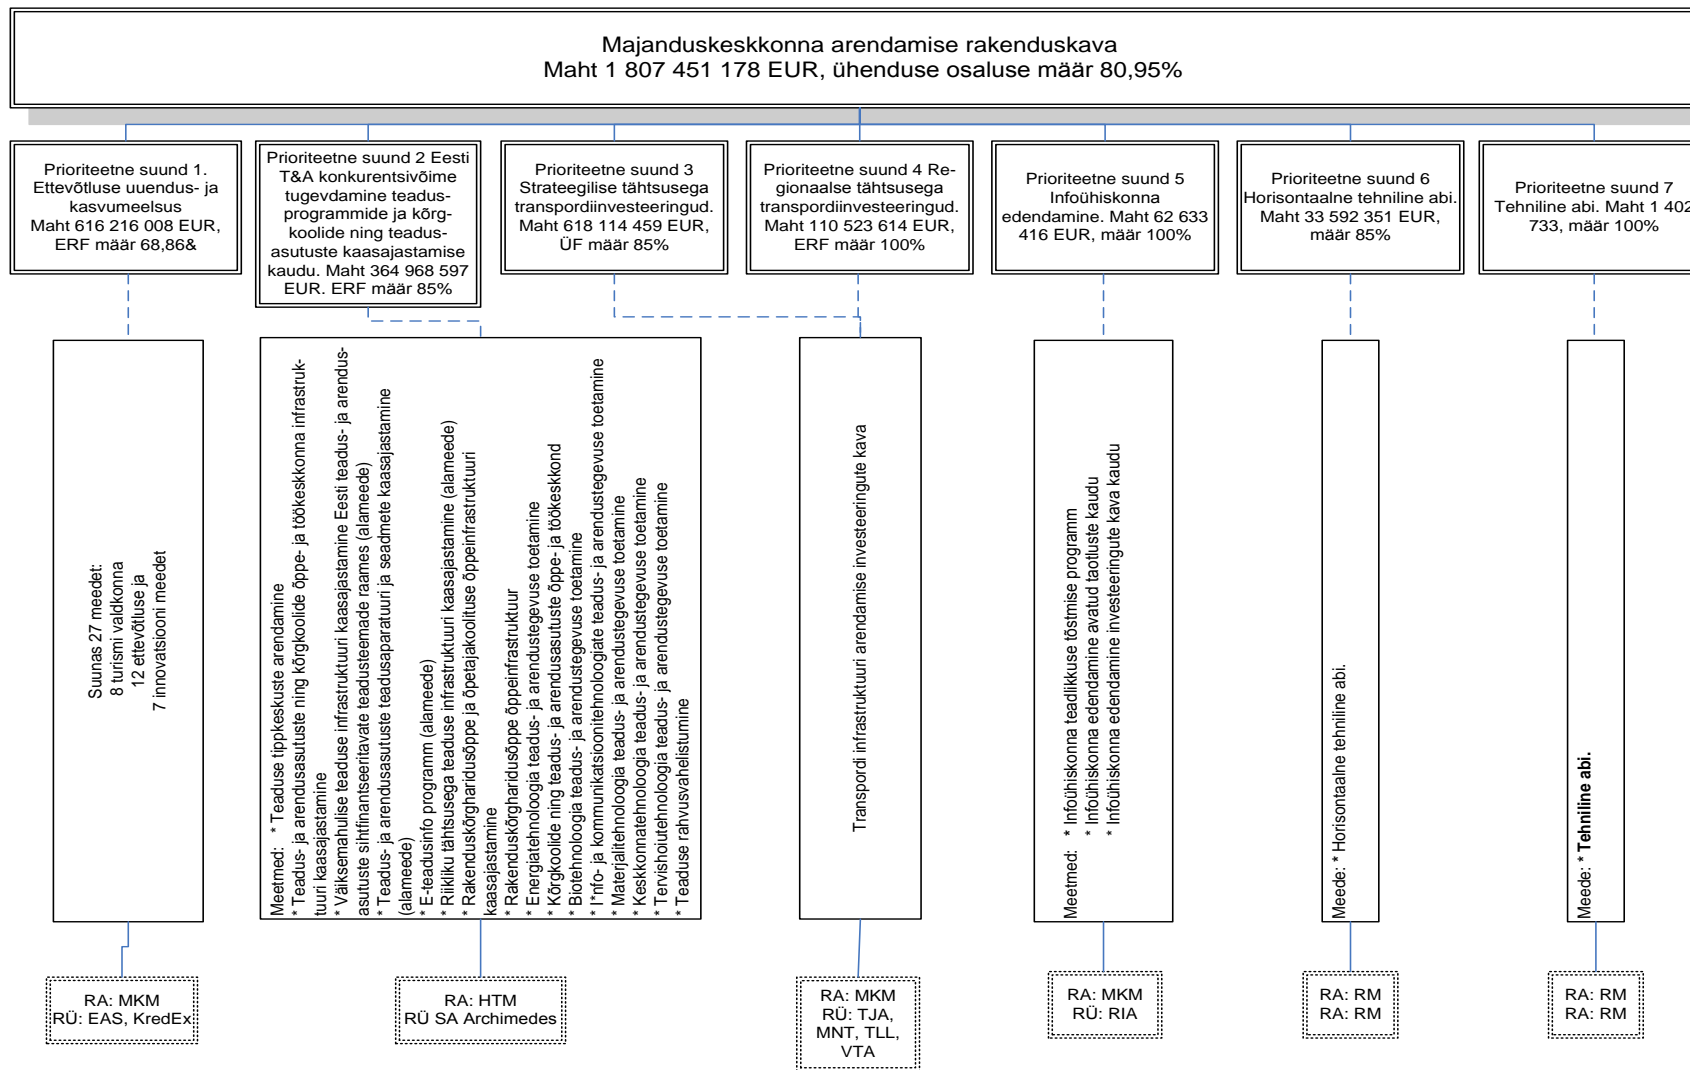 Majanduskeskkonna arendamise rakenduskava
Maht 1 807 451 178 EUR, ühenduse osaluse määr 80,95%
Prioriteetne suund 1.
Ettevõtluse uuendus- ja
kasvumeelsus
Maht 616 216 008 EUR,
ERF määr 68,86&
Prioriteetne suund 2 Eesti
T&A konkurentsivõime
tugevdamine teadus-
programmide ja kõrg-
koolide ning teadus-
asutuste kaasajastamise
kaudu. Maht 364 968 597
EUR. ERF määr 85%
Prioriteetne suund 3
Strateegilise tähtsusega
transpordiinvesteeringud.
Maht 618 114 459 EUR,
ÜF määr 85%
Prioriteetne suund 4 Re-
gionaalse tähtsusega
transpordiinvesteeringud.
Maht 110 523 614 EUR,
ERF määr 100%
Prioriteetne suund 5
Infoühiskonna
edendamine. Maht 62 633
416 EUR, määr 100%
Prioriteetne suund 6
Horisontaalne tehniline abi.
Maht 33 592 351 EUR,
määr 85%
Prioriteetne suund 7
Tehniline abi. Maht 1 402
733, määr 100%
Suunas 27 meedet:
8 turismi valdkonna
12 ettevõtluse ja
7 innovatsiooni meedet
Meetmed: * Teaduse tippkeskuste arendamine
* Teadus- ja arendusasutuste ning kõrgkoolide õppe- ja töökeskkonna infrastruk-
tuuri kaasajastamine
* Väiksemahulise teaduse infrastruktuuri kaasajastamine Eesti teadus- ja arendus-
asutuste sihtfinantseeritavate teadusteemade raames (alameede)
* Teadus- ja arendusasutuste teadusaparatuuri ja seadmete kaasajastamine
(alameede)
* E-teadusinfo programm (alameede)
* Riikliku tähtsusega teaduse infrastruktuuri kaasajastamine (alameede)
* Rakenduskõrgharidusõppe ja õpetajakoolituse õppeinfrastruktuuri
kaasajastamine
* Rakenduskõrgharidusõppe õppeinfrastruktuur
* Energiatehnoloogia teadus- ja arendustegevuse toetamine
* Kõrgkoolide ning teadus- ja arendusasutuste õppe- ja töökeskkond
* Biotehnoloogia teadus- ja arendustegevuse toetamine
* I*nfo- ja kommunikatsioonitehnoloogiate teadus- ja arendustegevuse toetamine
* Materjalitehnoloogia teadus- ja arendustegevuse toetamine
* Keskkonnatehnoloogia teadus- ja arendustegevuse toetamine
* Tervishoiutehnoloogia teadus- ja arendustegevuse toetamine
* Teaduse rahvusvahelistumine
Transpordi infrastruktuuri arendamise investeeringute kava
Meetmed: * Infoühiskonna teadlikkuse tõstmise programm
* Infoühiskonna edendamine avatud taotluste kaudu
* Infoühiskonna edendamine investeeringute kava kaudu
Meede: * Horisontaalne tehniline abi.
Meede: * Tehniline abi.
RA: MKM
RÜ: EAS, KredEx
RA: HTM
RÜ SA Archimedes
RA: MKM
RÜ: TJA,
MNT, TLL,
VTA
RA: MKM
RÜ: RIA
RA: RM
RA: RM
RA: RM
RA: RM